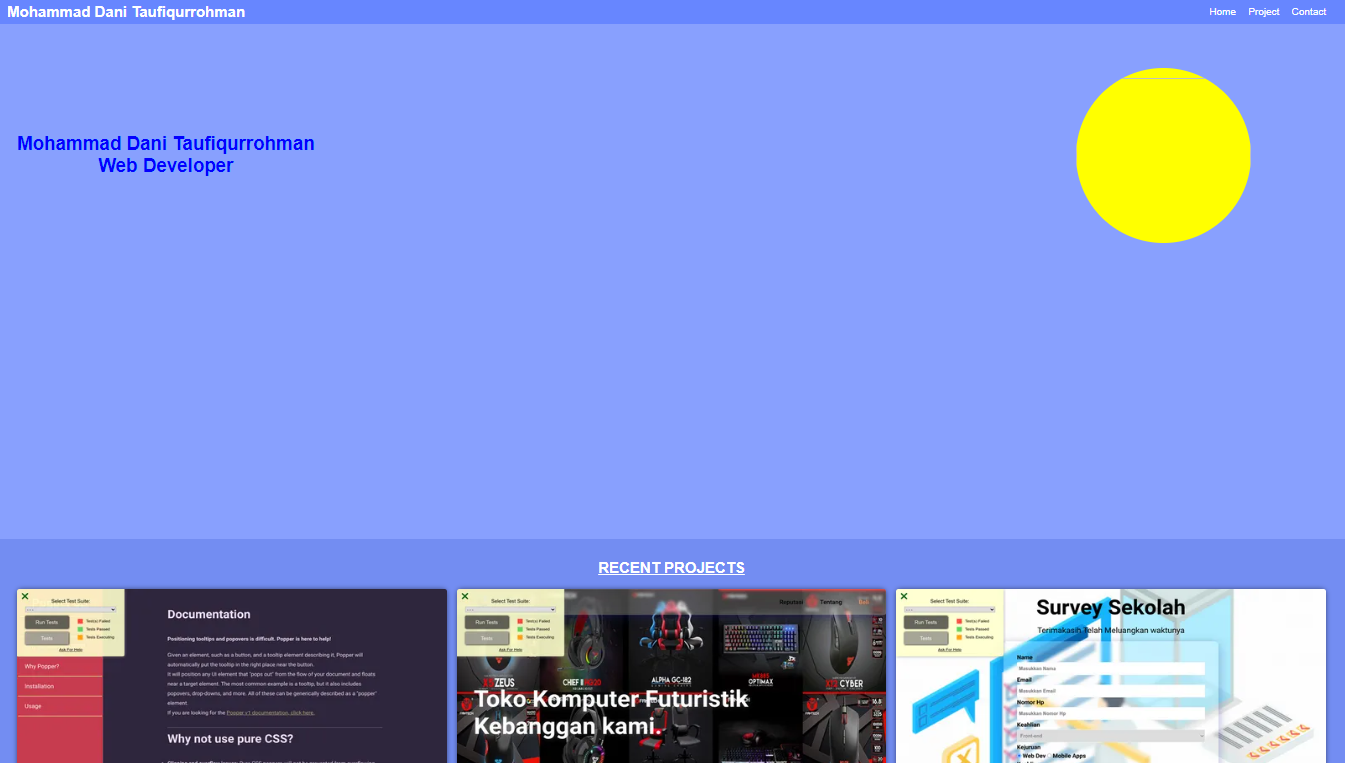 Mohammad Dani Taufiqurrohman
Home Project Contact
Mohammad Dani Taufiqurrohman
Web Developer
RECENT PROJECTS
Select Test Suite:
Run Tests
Test(s) Failed
Tests Passed
Tests
Tests Executing
Ask For Help
Why Popper?
Installation
Usage
Documentation
Positioning tooltips and popovers is difficult. Popper is here to help!
Given an element, such as a button, and a tooltip element describing it, Popper will
automatically put the tooltip in the right place near the button.
It will position any UI element that "pops out" from the flow of your document and floats
near a target element. The most common example is a tooltip, but it also includes
popovers, drop-downs, and more. All of these can be generically described as a "popper"
element.
If you are looking for the Popper v1 documentation, click here.
Why not use pure CSS?
Select Test Suite:
Run Tests
Test(s) Failed
Tests Passed
Tests
Tests Executing
Ask For Help
Reputasi Tentang Beli
ZEUS
CHEF
ALPHA GC-182
OPTIMAX
CYBER
Toko Komputer Futuristik
Kebanggan kami.
Select Test Suite:
Run Tests
Test(s) Failed
Tests Passed
Tests
Tests Executing
Ask For Help
Survey Sekolah
Terimakasih Telah Meluangkan waktunya
Name
Masukkan Nama
Email
Masukkan Email
Nomor Hp
Masukkan Nomor Hp
Keahlian
Front-end
Kejuruan
Web Dev Mobile Apps